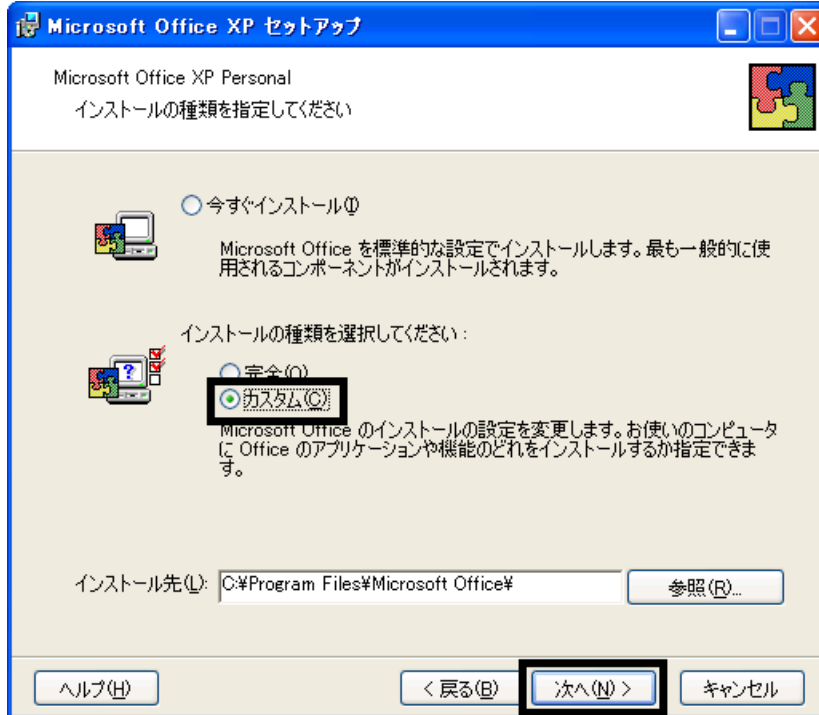 Microsoft Office XP セットアップ
Microsoft Office XP Personal
インストールの種類を指定してください
今すぐインストール(I)
Microsoft Office を標準的な設定でインストールします。最も一般的に使
用されるコンポーネントがインストールされます。
インストールの種類を選択してください:
完全(O)
カスタム(C)
Microsoft Office のインストールの設定を変更します。お使いのコンピュータ
に Office のアプリケーションや機能のどれをインストールするか指定できま
す。
インストール先(L): C:¥Program Files¥Microsoft Office¥ 参照(R)...
ヘルプ(H) < 戻る(B) 次へ(N) > キャンセル